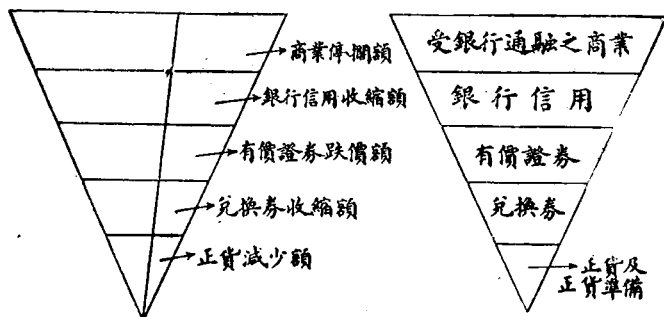 商業停擱額
銀行信用收縮額
有價證券跌價額
兌換券收縮額
正貨減少額
受銀行通融之商業
銀行信用
有價證券
兌換券
正貨及
正貨準備